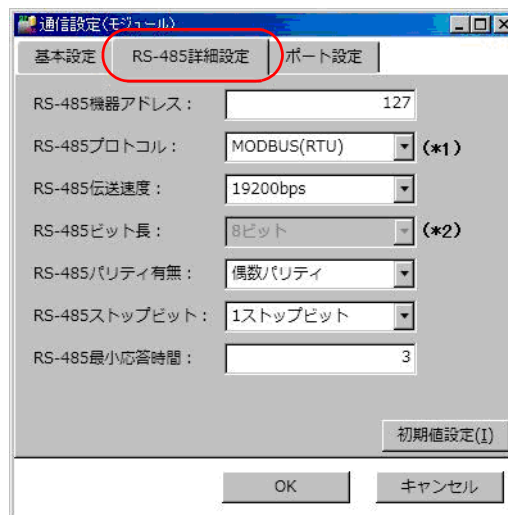 通信設定(モジュール)
基本設定 RS-485詳細設定 ポート設定
RS-485機器アドレス： 127
RS-485プロトコル： MODBUS(RTU) (*1)
RS-485伝送速度： 19200bps
RS-485ビット長： 8ビット (*2)
RS-485パリティ有無： 偶数パリティ
RS-485ストップビット： 1ストップビット
RS-485最小応答時間： 3
初期値設定(I)
OK キャンセル